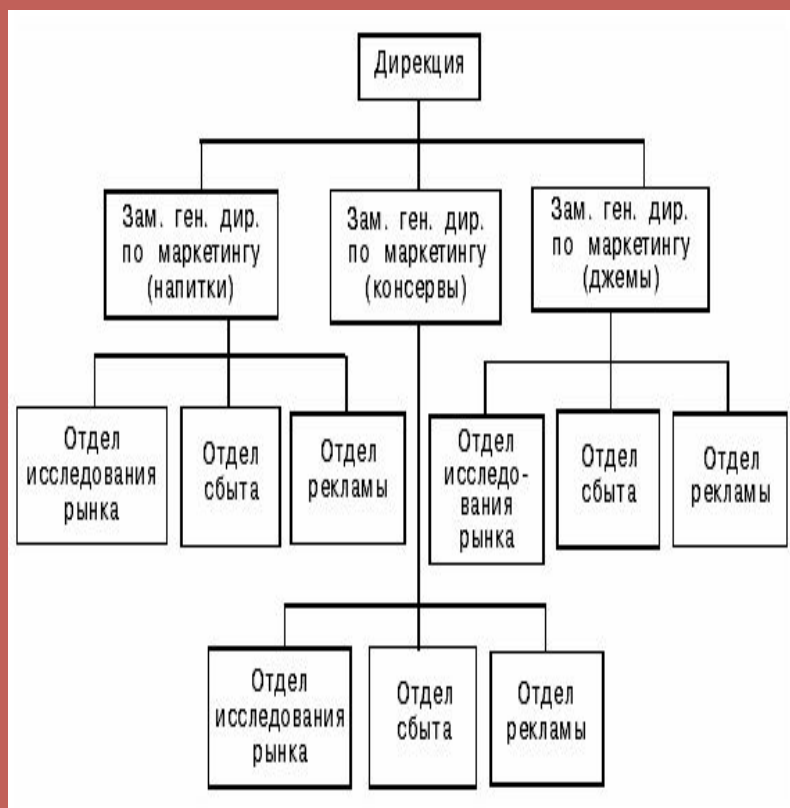 Дирекция
Зам. ген. дир.
по маркетингу
(напитки)
Зам. ген. дир.
по маркетингу
(консервы)
Зам. ген. дир.
по маркетингу
(джемы)
Отдел
исследования
рынка
Отдел
сбыта
Отдел
рекламы
Отдел
исследо-
вания
рынка
Отдел
сбыта
Отдел
рекламы
Отдел
исследования
рынка
Отдел
сбыта
Отдел
рекламы